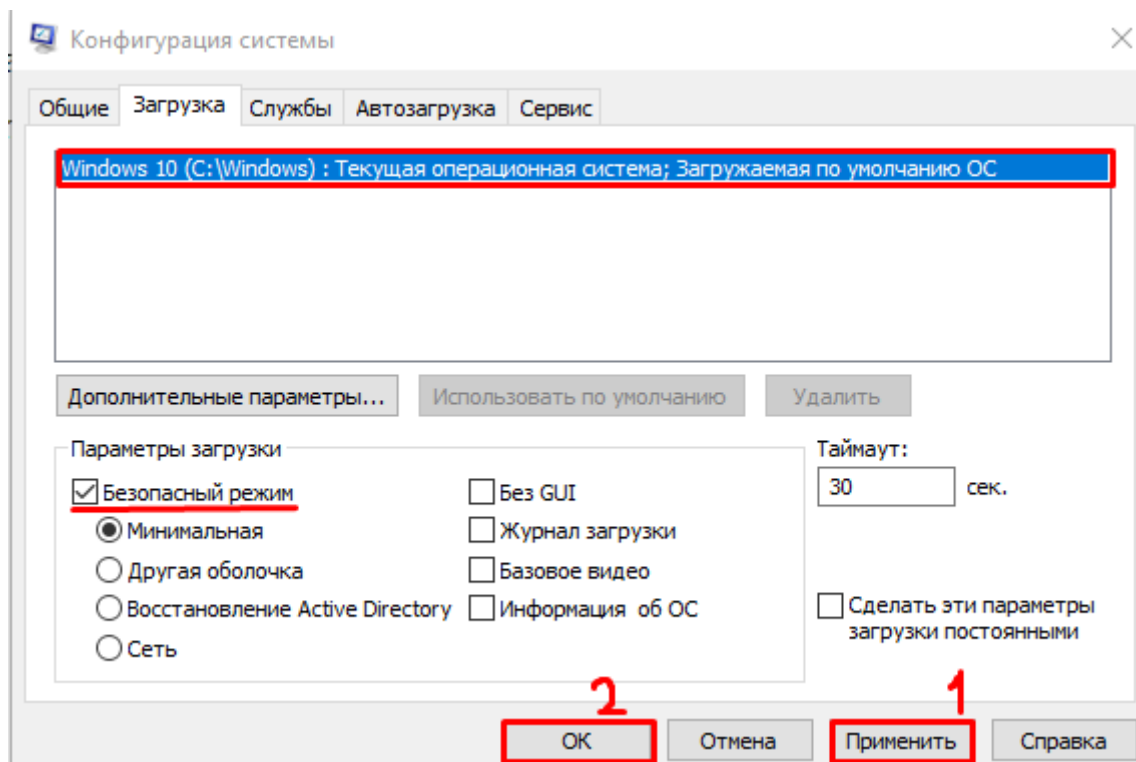 Конфигурация системы
Общие Загрузка Службы Автозагрузка Сервис
Windows 10 (C:\Windows) : Текущая операционная система; Загружаемая по умолчанию ОС
Дополнительные параметры... Использовать по умолчанию Удалить
Параметры загрузки Таймаут:
Безопасный режим Без GUI 30 сек.
Минимальная Журнал загрузки
Другая оболочка Базовое видео
Восстановление Active Directory Информация об ОС Сделать эти параметры
загрузки постоянными
Сеть
2 1
ОК Отмена Применить Справка